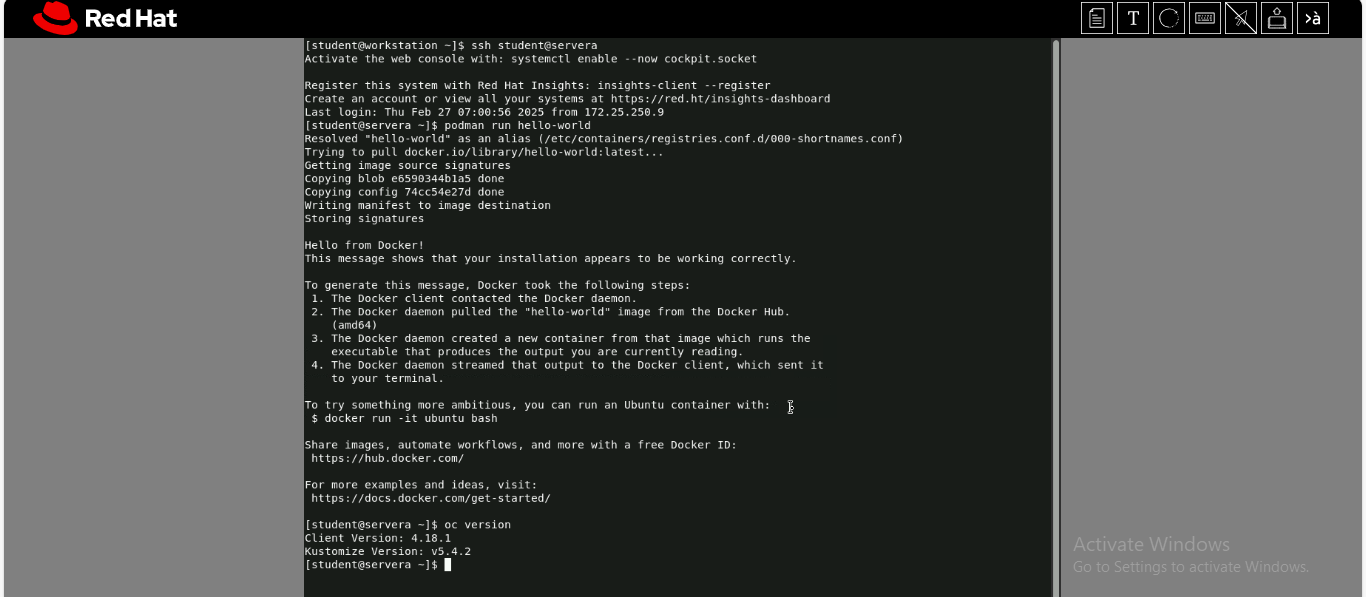 Red Hat
T
>à
[student@workstation ~]$ ssh student@servera
Activate the web console with: systemctl enable --now cockpit.socket

Register this system with Red Hat Insights: insights-client --register
Create an account or view all your systems at https://red.ht/insights-dashboard
Last login: Thu Feb 27 07:00:56 2025 from 172.25.250.9
[student@servera ~]$ podman run hello-world
Resolved "hello-world" as an alias (/etc/containers/registries.conf.d/000-shortnames.conf)
Trying to pull docker.io/library/hello-world:latest...
Getting image source signatures
Copying blob e6590344b1a5 done
Copying config 74cc54e27d done
Writing manifest to image destination
Storing signatures

Hello from Docker!
This message shows that your installation appears to be working correctly.

To generate this message, Docker took the following steps:
 1. The Docker client contacted the Docker daemon.
 2. The Docker daemon pulled the "hello-world" image from the Docker Hub.
    (amd64)
 3. The Docker daemon created a new container from that image which runs the
    executable that produces the output you are currently reading.
 4. The Docker daemon streamed that output to the Docker client, which sent it
    to your terminal.

To try something more ambitious, you can run an Ubuntu container with:
 $ docker run -it ubuntu bash

Share images, automate workflows, and more with a free Docker ID:
 https://hub.docker.com/

For more examples and ideas, visit:
 https://docs.docker.com/get-started/

[student@servera ~]$ oc version
Client Version: 4.18.1
Kustomize Version: v5.4.2
[student@servera ~]$
Activate Windows
Go to Settings to activate Windows.